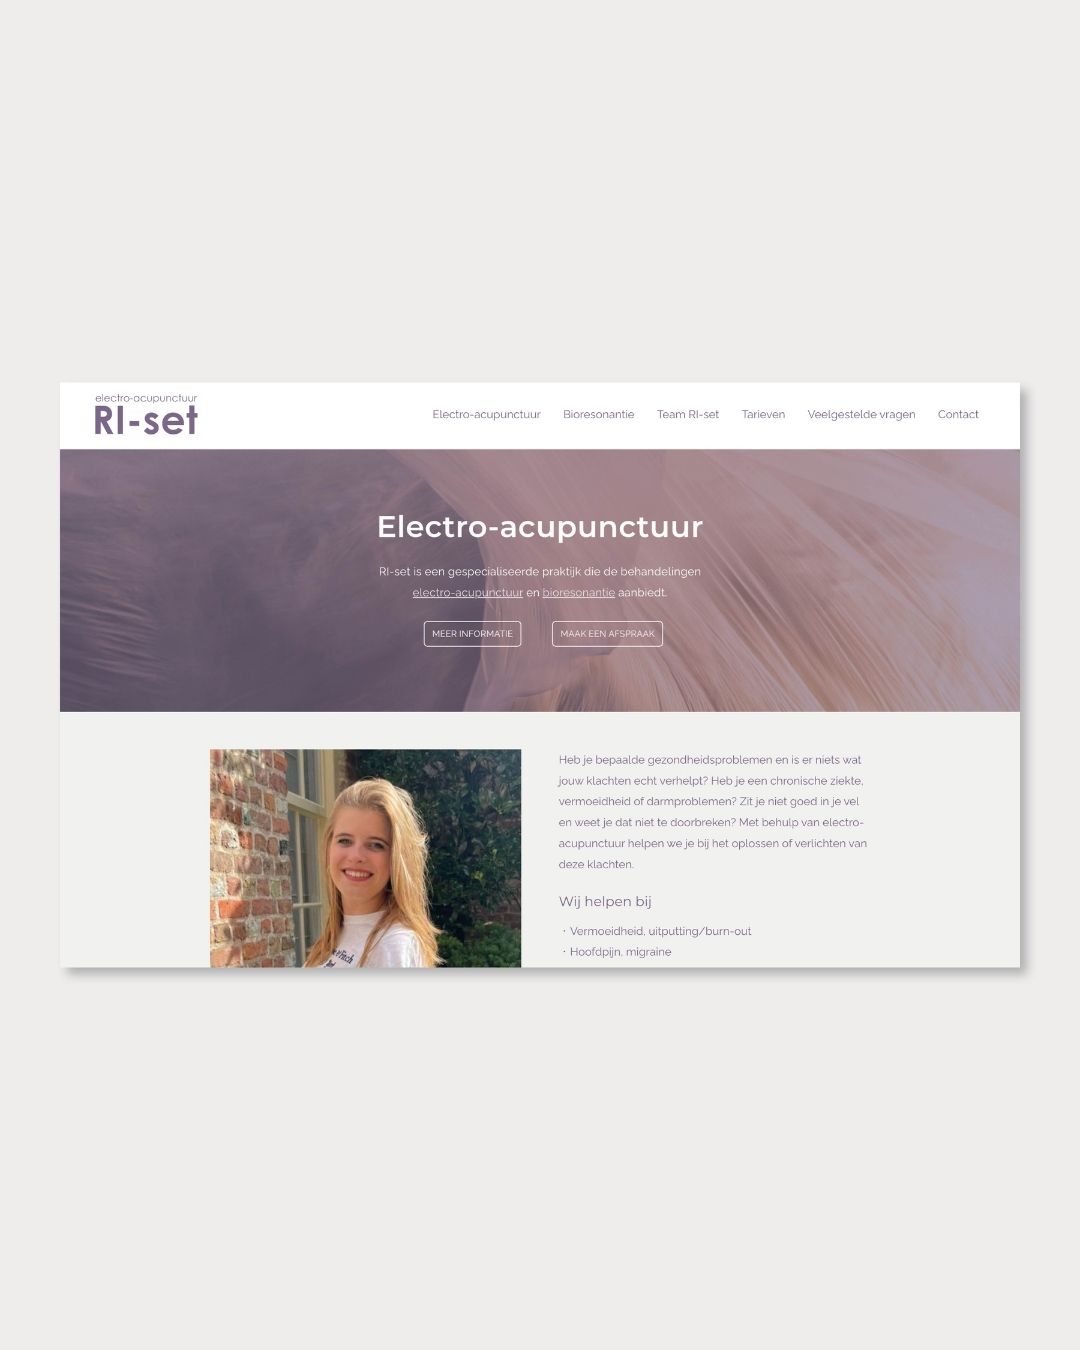 electro-acupunctuur
RI-set
Electro-acupunctuur Bioresonantie Team RI-set Tarieven Veelgestelde vragen Contact
Electro-acupunctuur
RI-set is een gespecialiseerde praktijk die de behandelingen
electro-acupunctuur en bioresonantie aanbiedt.
MEER INFORMATIE MAAK EEN AFSPRAAK
Heb je bepaalde gezondheidsproblemen en is er niets wat
jouw klachten echt verhelpt? Heb je een chronische ziekte,
vermoeidheid of darmproblemen? Zit je niet goed in je vel
en weet je dat niet te doorbreken? Met behulp van electro-
acupunctuur helpen we je bij het oplossen of verlichten van
deze klachten.
Wij helpen bij
· Vermoeidheid, uitputting/burn-out
· Hoofdpijn, migraine